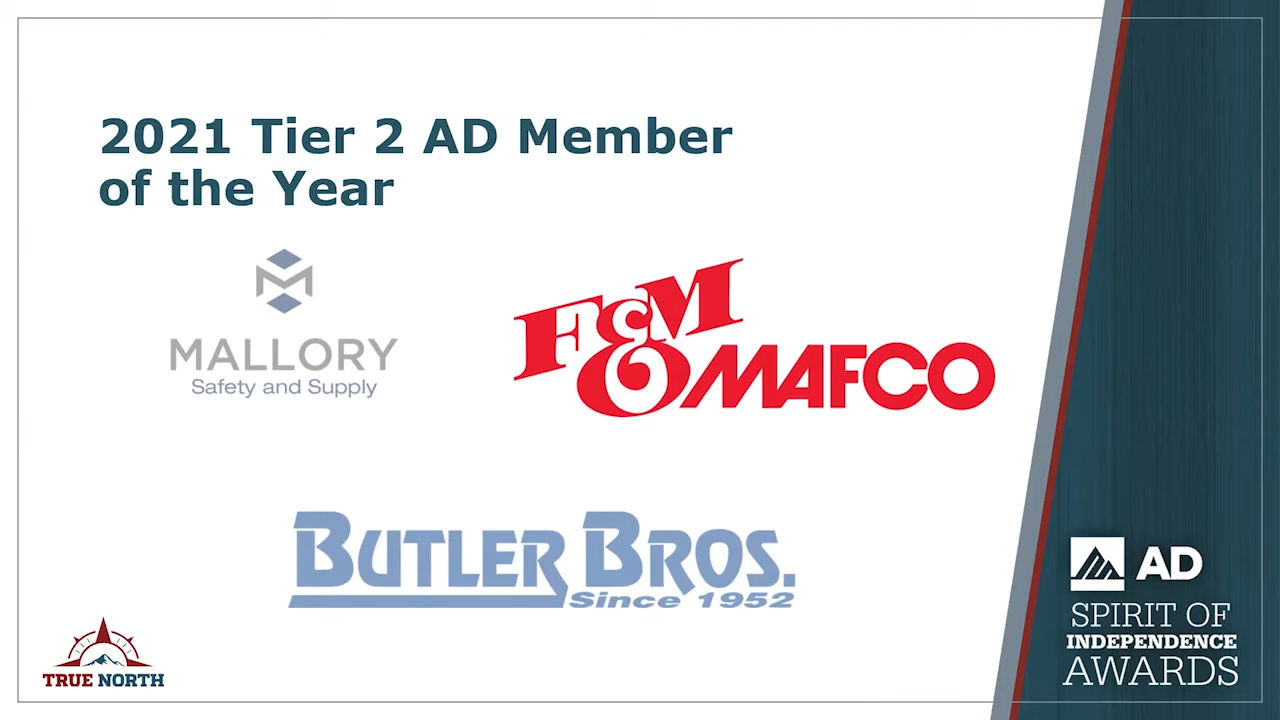 2021 Tier 2 AD Member
of the Year
MALLORY
Safety and Supply
F&M
MAFCO
BUTLER BROS.
Since 1952
TRUE NORTH
AD
SPIRIT OF
INDEPENDENCE
AWARDS